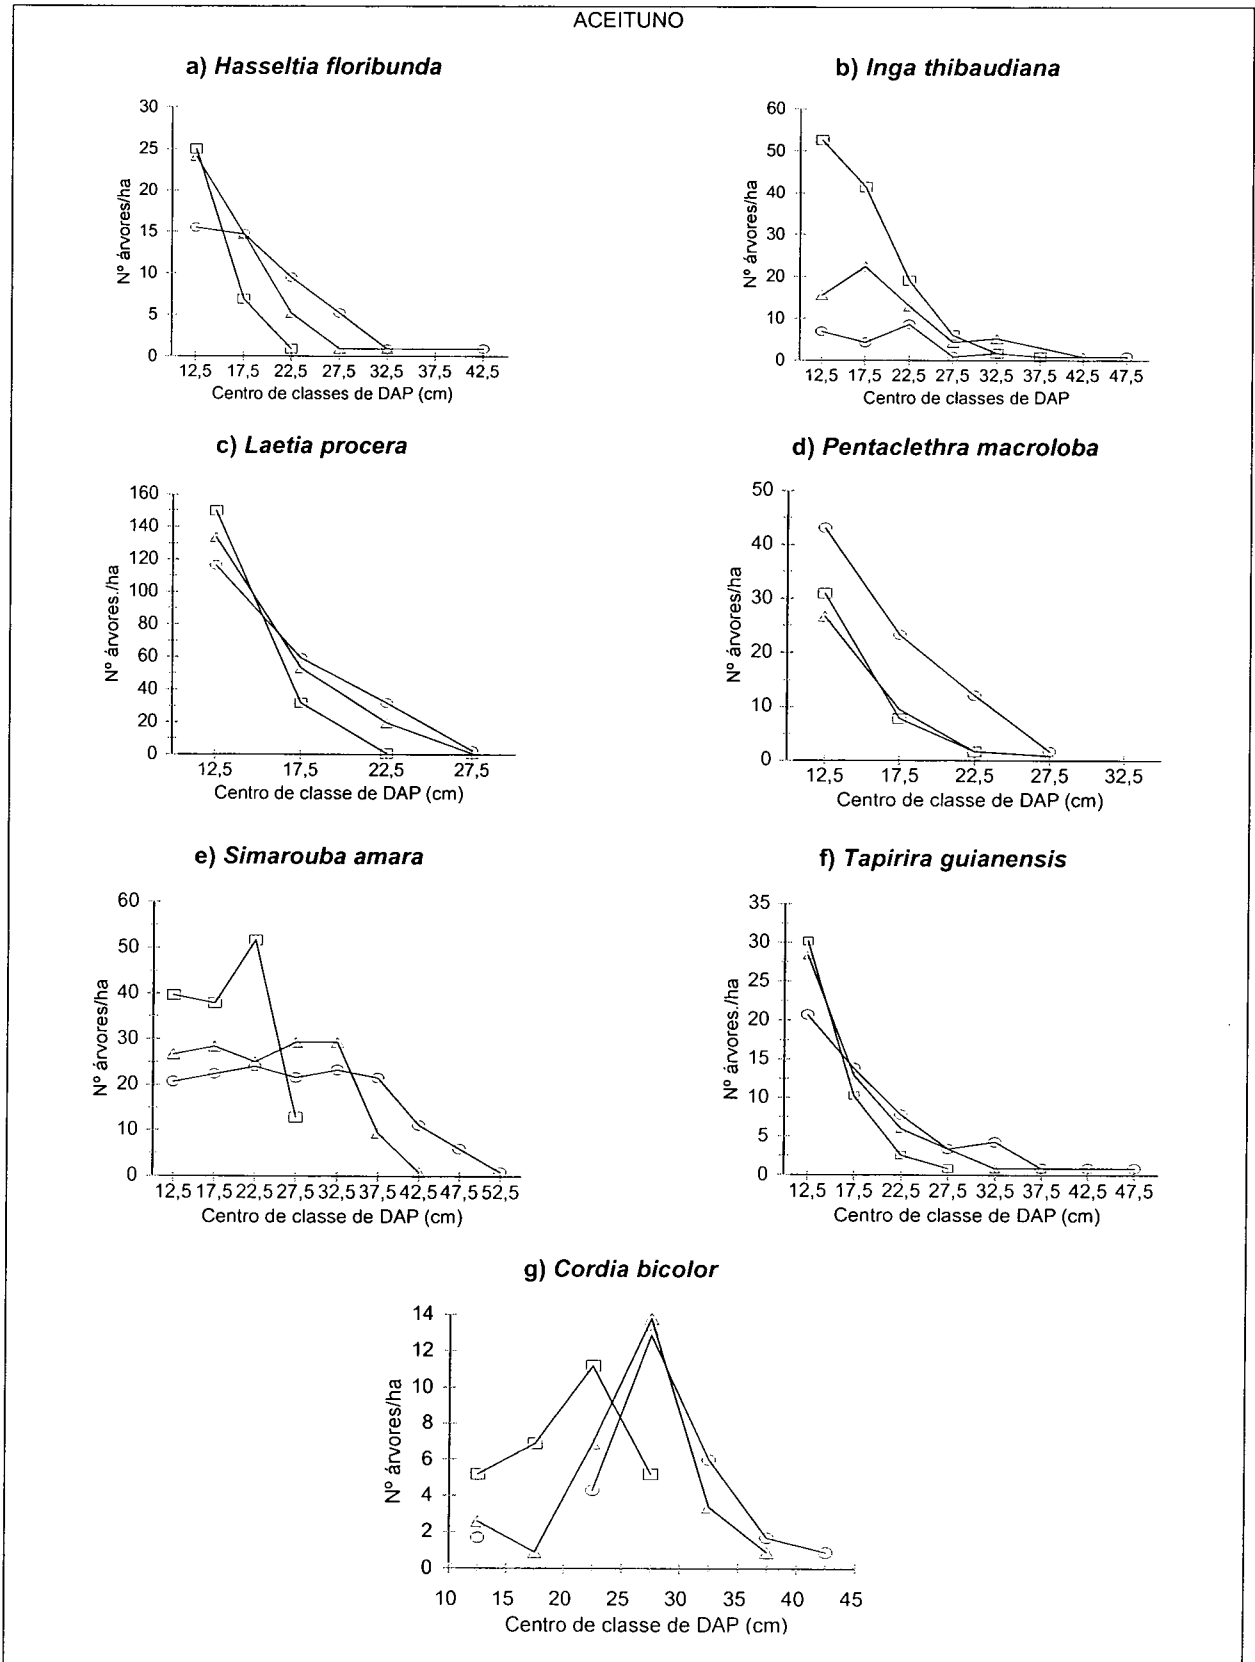 ACEITUNO
a) Hasseltia floribunda
30
25
20
15
10
5
0
Nº árvores/ha
12,5 17,5 22,5 27,5 32,5 37,5 42,5
Centro de classes de DAP (cm)
b) Inga thibaudiana
60
50
40
30
20
10
0
Nº árvores/ha
12,5 17,5 22,5 27,5 32,5 37,5 42,5 47,5
Centro de classes de DAP
c) Laetia procera
160
140
120
100
80
60
40
20
0
Nº árvores./ha
12,5 17,5 22,5 27,5
Centro de classe de DAP (cm)
d) Pentaclethra macroloba
50
40
30
20
10
0
Nº árvores/ha
12,5 17,5 22,5 27,5 32,5
Centro de classe de DAP (cm)
e) Simarouba amara
60
50
40
30
20
10
0
Nº árvores/ha
12,5 17,5 22,5 27,5 32,5 37,5 42,5 47,5 52,5
Centro de classe de DAP (cm)
f) Tapirira guianensis
35
30
25
20
15
10
5
0
Nº árvores./ha
12,5 17,5 22,5 27,5 32,5 37,5 42,5 47,5
Centro de classe de DAP (cm)
g) Cordia bicolor
14
12
10
8
6
4
2
0
Nº árvores/ha
10 15 20 25 30 35 40 45
Centro de classe de DAP (cm)